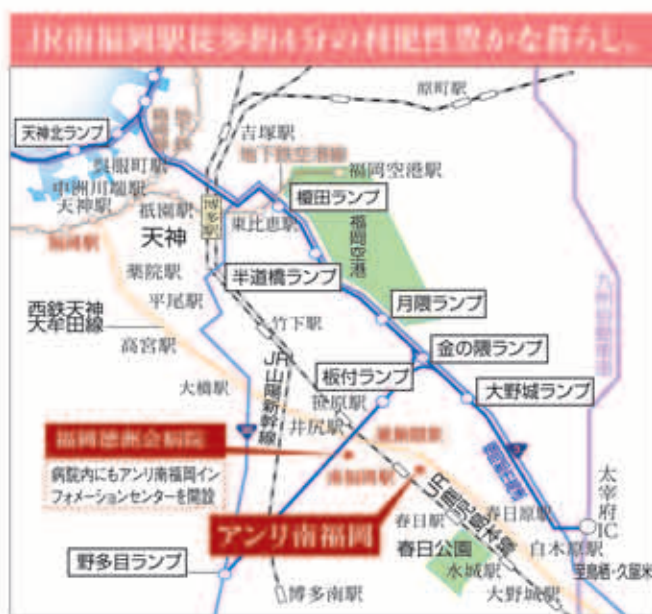 JR南福岡駅徒歩約4分の利便性豊かな暮らし。
原町駅
天神北ランプ
吉塚駅
地下鉄空港線
福岡空港駅
呉服町駅
中洲川端駅
天神駅
祇園駅
博多駅
東比恵駅
榎田ランプ
福岡空港
天神
薬院駅
半道橋ランプ
平尾駅
月隈ランプ
西鉄天神
大牟田線
竹下駅
高宮駅
金の隈ランプ
JR山陽新幹線
板付ランプ
大橋駅
笹原駅
大野城ランプ
井尻駅
福岡徳洲会病院
病院内にもアンリ南福岡イン
フォメーションセンターを開設
南福岡駅
アンリ南福岡
JR鹿児島本線
太宰府
IC
春日駅
春日原駅
春日公園
白木原駅
野多目ランプ
水城駅
至鳥栖・久留米
博多南駅
大野城駅